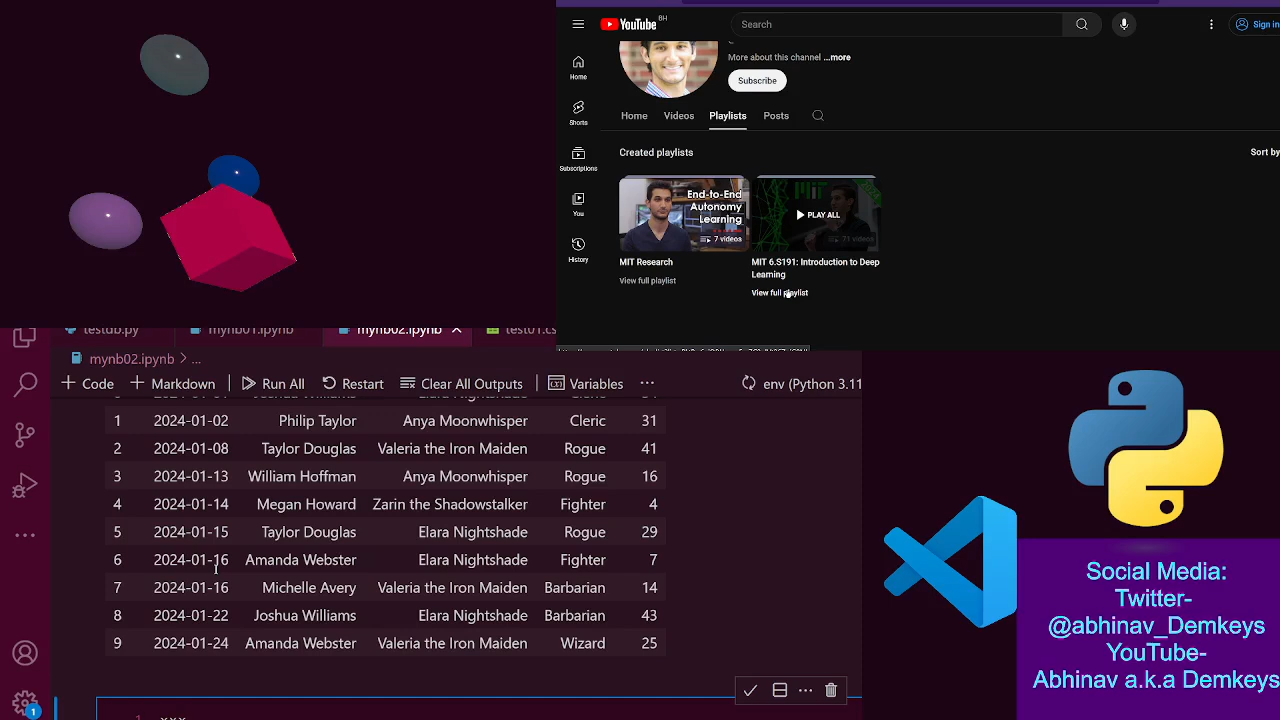 YouTube BH
Search
Sign in
More about this channel ...more
Subscribe
Home
Shorts
Subscriptions
You
History
Home Videos Playlists Posts
Created playlists
Sort by
End-to-End
Autonomy
Learning
7 videos
MIT
PLAY ALL
71 videos
MIT Research
View full playlist
MIT 6.S191: Introduction to Deep
Learning
View full playlist
testdb.py mynb01.ipynb mynb02.ipynb test01.cs
mynb02.ipynb > ...
+ Code + Markdown Run All Restart Clear All Outputs Variables ... env (Python 3.11
1 2024-01-02 Philip Taylor Anya Moonwhisper Cleric 31
2 2024-01-08 Taylor Douglas Valeria the Iron Maiden Rogue 41
3 2024-01-13 William Hoffman Anya Moonwhisper Rogue 16
4 2024-01-14 Megan Howard Zarin the Shadowstalker Fighter 4
5 2024-01-15 Taylor Douglas Elara Nightshade Rogue 29
6 2024-01-16 Amanda Webster Elara Nightshade Fighter 7
7 2024-01-16 Michelle Avery Valeria the Iron Maiden Barbarian 14
8 2024-01-22 Joshua Williams Elara Nightshade Barbarian 43
9 2024-01-24 Amanda Webster Valeria the Iron Maiden Wizard 25
1
1
Social Media:
Twitter-
@abhinav_Demkeys
YouTube-
Abhinav a.k.a Demkeys